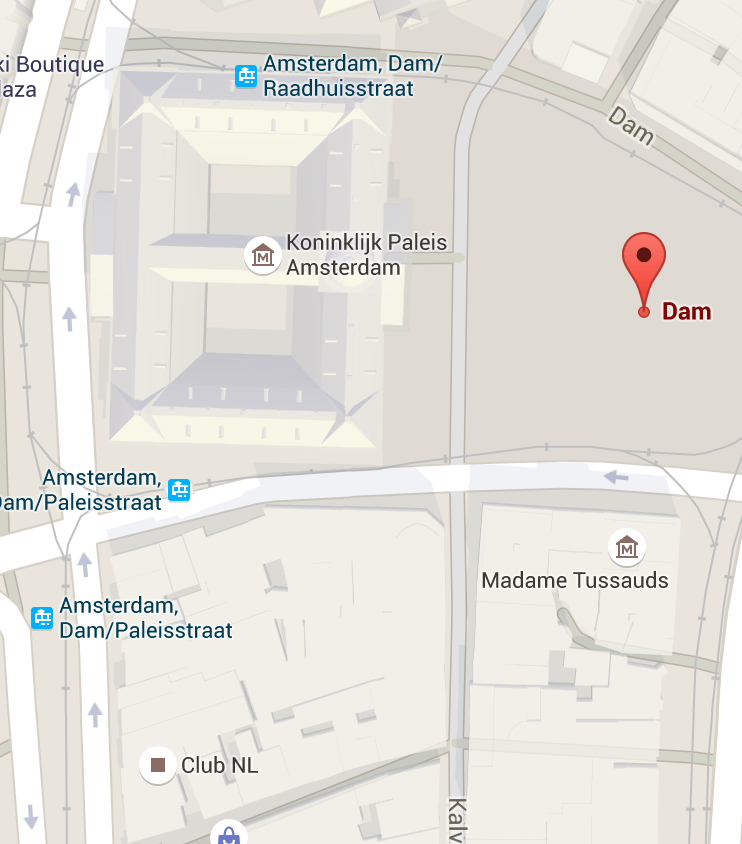 Amsterdam, Dam/
Raadhuisstraat
Boutique
Dam
Koninklijk Paleis
Amsterdam
Dam
Amsterdam,
Dam/Paleisstraat
Madame Tussauds
Amsterdam,
Dam/Paleisstraat
Club NL
Kalv